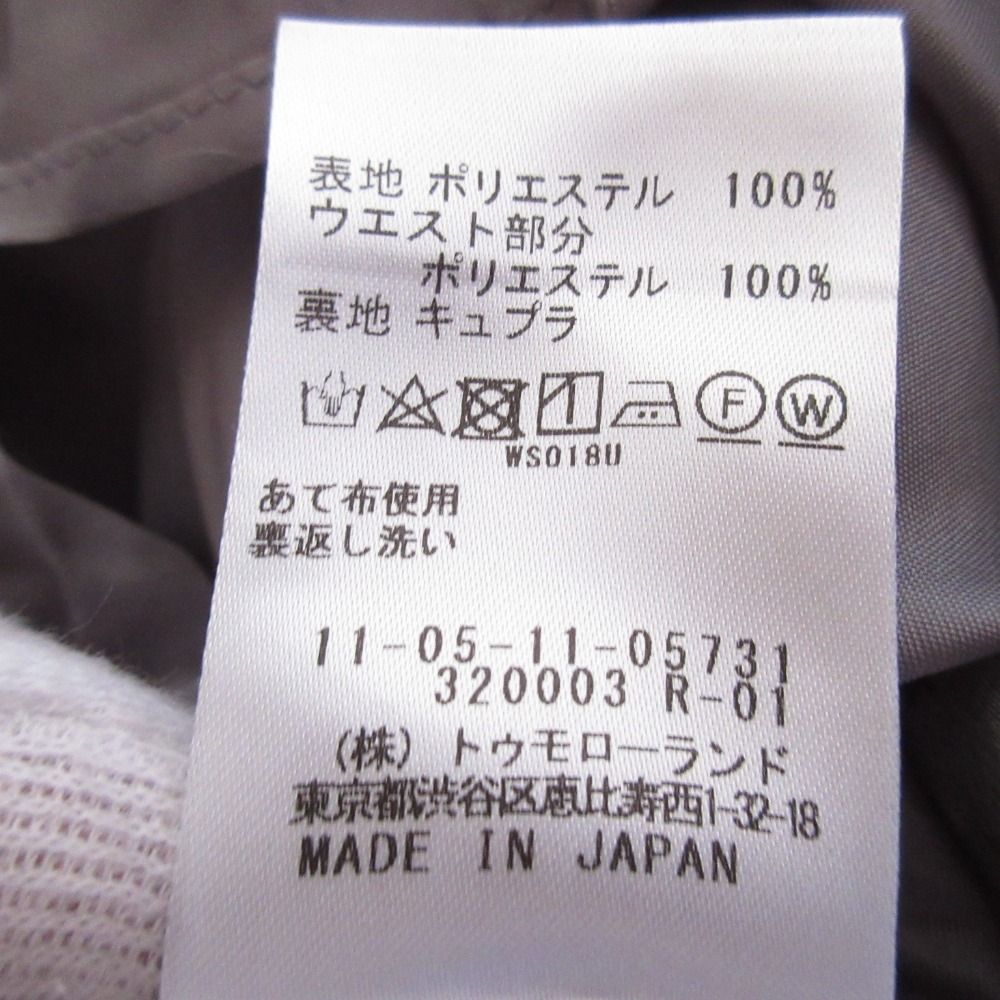 表地 ポリエステル 100%
ウエスト部分
ポリエステル 100%
裏地 キュプラ
F W
WS018U
あて布使用
裏返し洗い
11-05-11-05731
320003 R-01
(株) トゥモローランド
東京都渋谷区恵比寿西1-32-18
MADE IN JAPAN